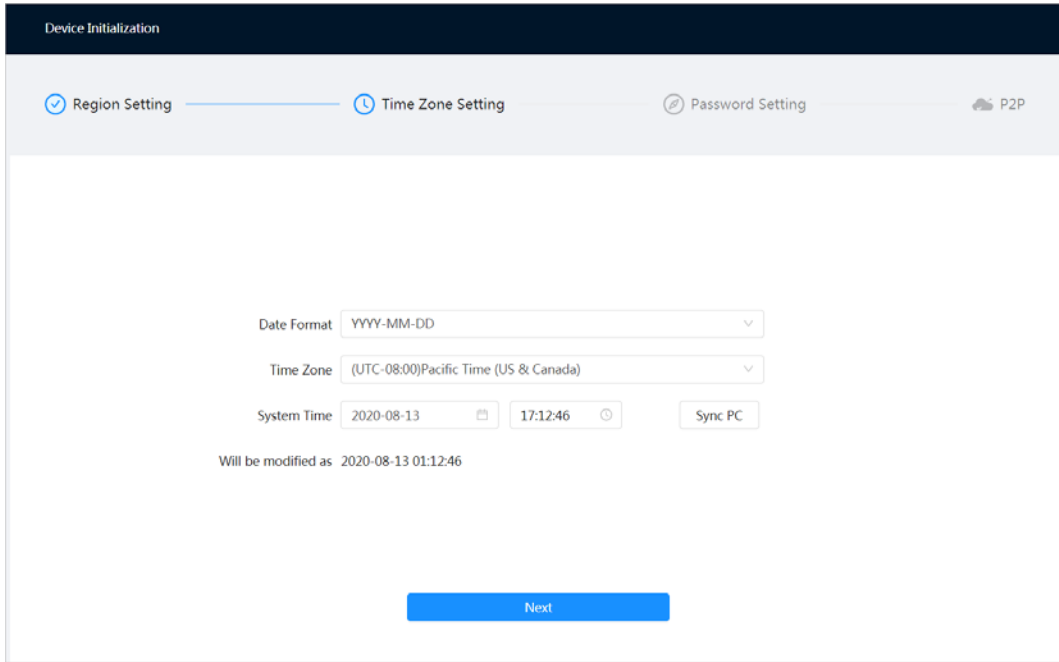 Device Initialization
Region Setting
Time Zone Setting
Password Setting
P2P
Date Format YYYY-MM-DD
Time Zone (UTC-08:00)Pacific Time (US & Canada)
System Time 2020-08-13 17:12:46 Sync PC
Will be modified as 2020-08-13 01:12:46
Next